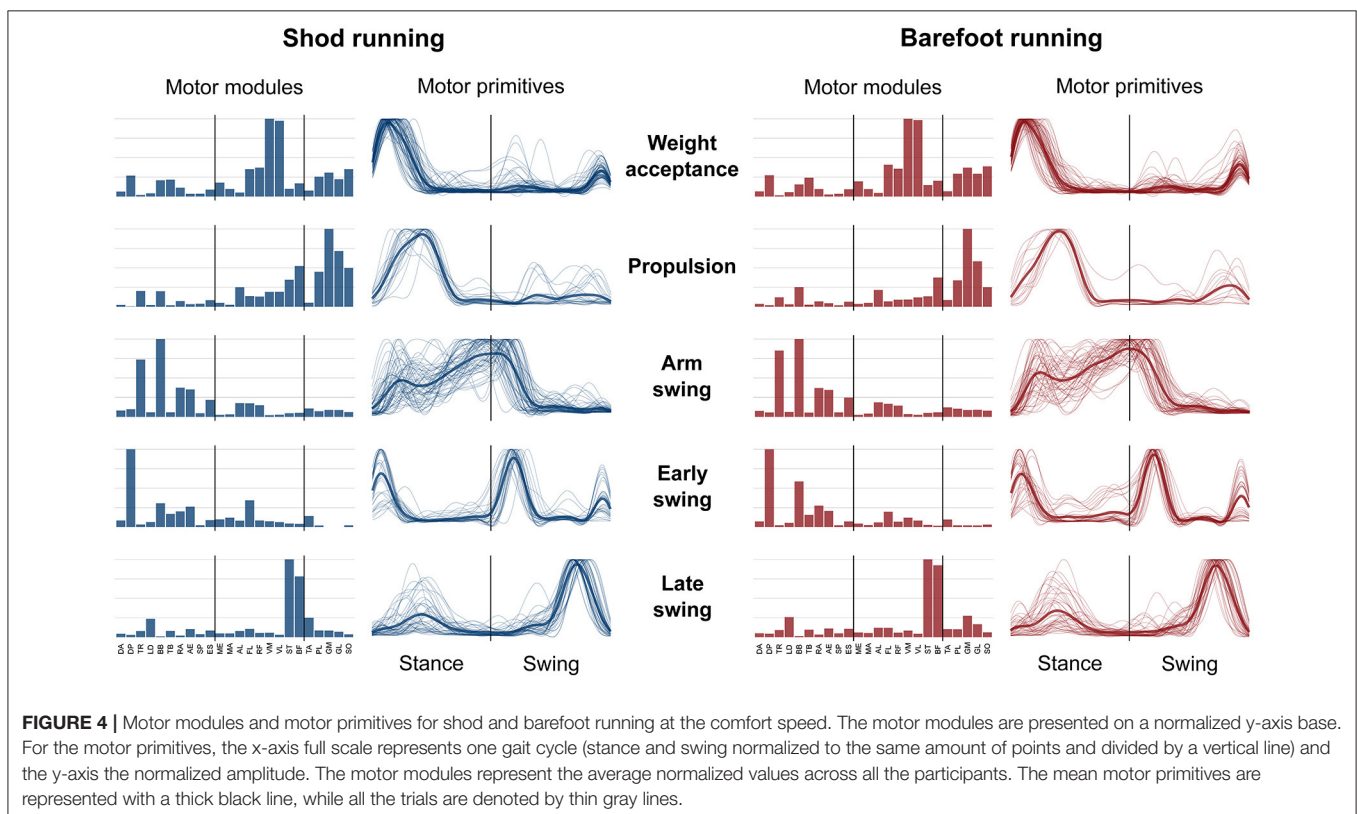 Shod running
Barefoot running
Motor modules
Motor primitives
Motor modules
Motor primitives
Weight
acceptance
Propulsion
Arm
swing
Early
swing
Late
swing
DA DP TR LD BB TB RA AE SP ES ME MA AL FL RF VM VL ST BF TA PL GM GL SO
Stance
Swing
DA DP TR LD BB TB RA AE SP ES ME MA AL FL RF VM VL ST BF TA PL GM GL SO
Stance
Swing
FIGURE 4 | Motor modules and motor primitives for shod and barefoot running at the comfort speed. The motor modules are presented on a normalized y-axis base.
For the motor primitives, the x-axis full scale represents one gait cycle (stance and swing normalized to the same amount of points and divided by a vertical line) and
the y-axis the normalized amplitude. The motor modules represent the average normalized values across all the participants. The mean motor primitives are
represented with a thick black line, while all the trials are denoted by thin gray lines.